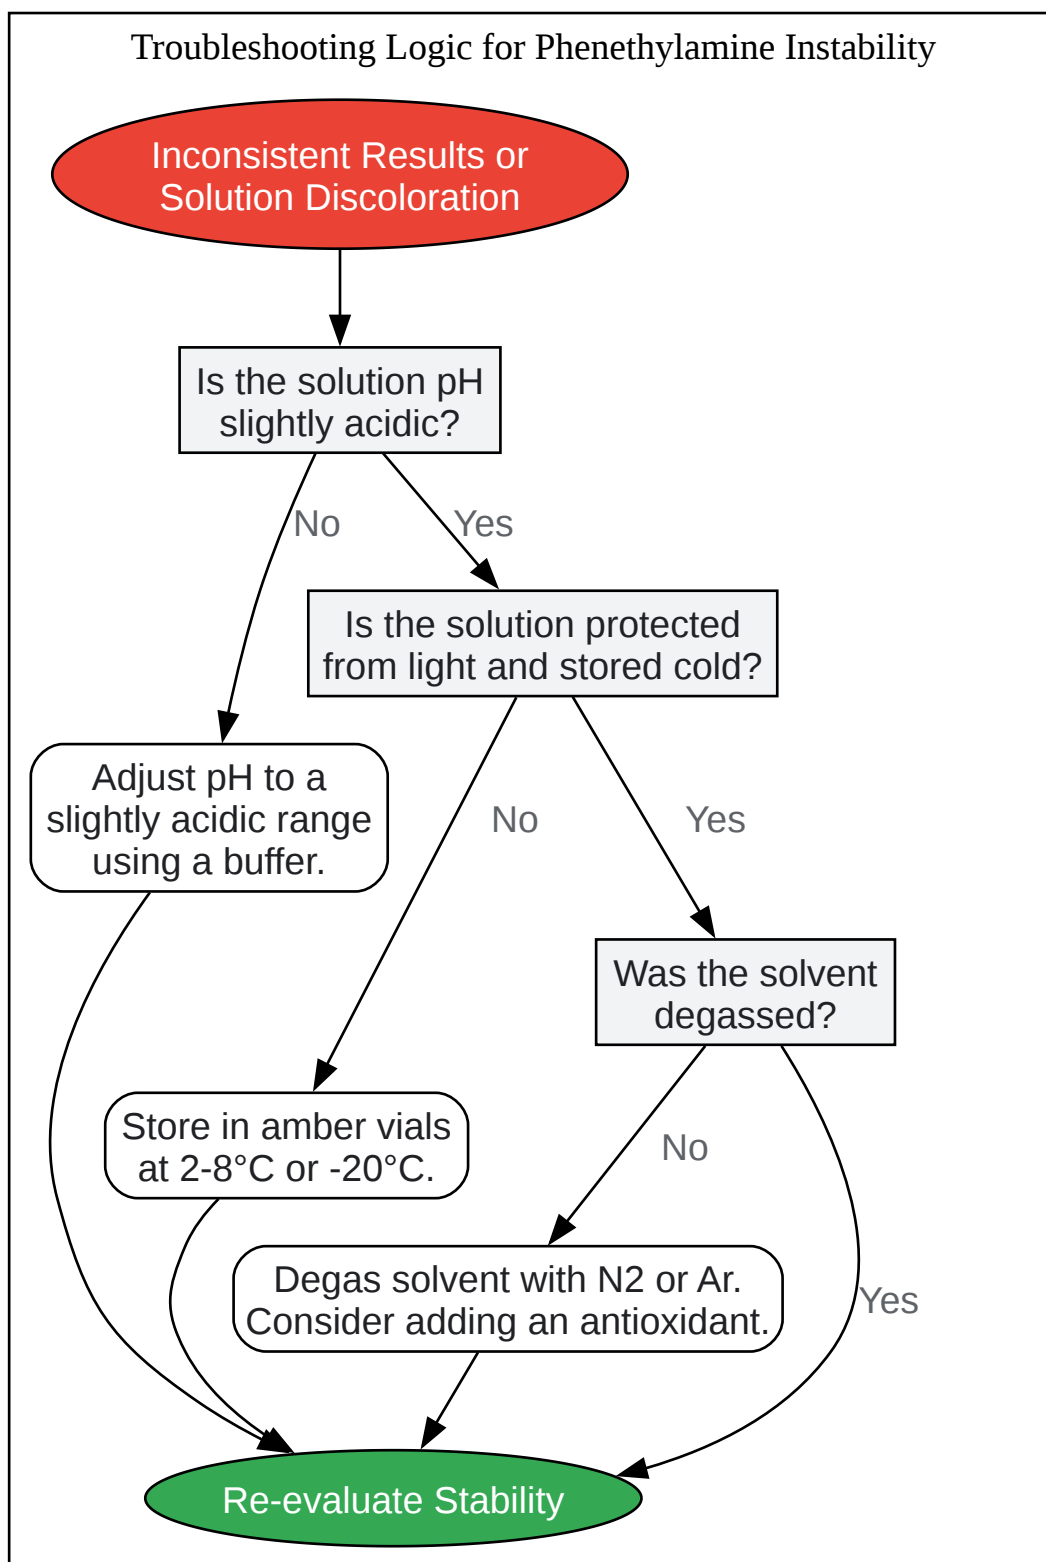 Troubleshooting Logic for Phenethylamine Instability
Inconsistent Results or
Solution Discoloration
Is the solution pH
slightly acidic?
No
Yes
Is the solution protected
from light and stored cold?
Adjust pH to a
slightly acidic range
using a buffer.
No
Yes
Was the solvent
degassed?
Store in amber vials
at 2-8°C or -20°C.
No
Degas solvent with N2 or Ar.
Consider adding an antioxidant.
Yes
Re-evaluate Stability